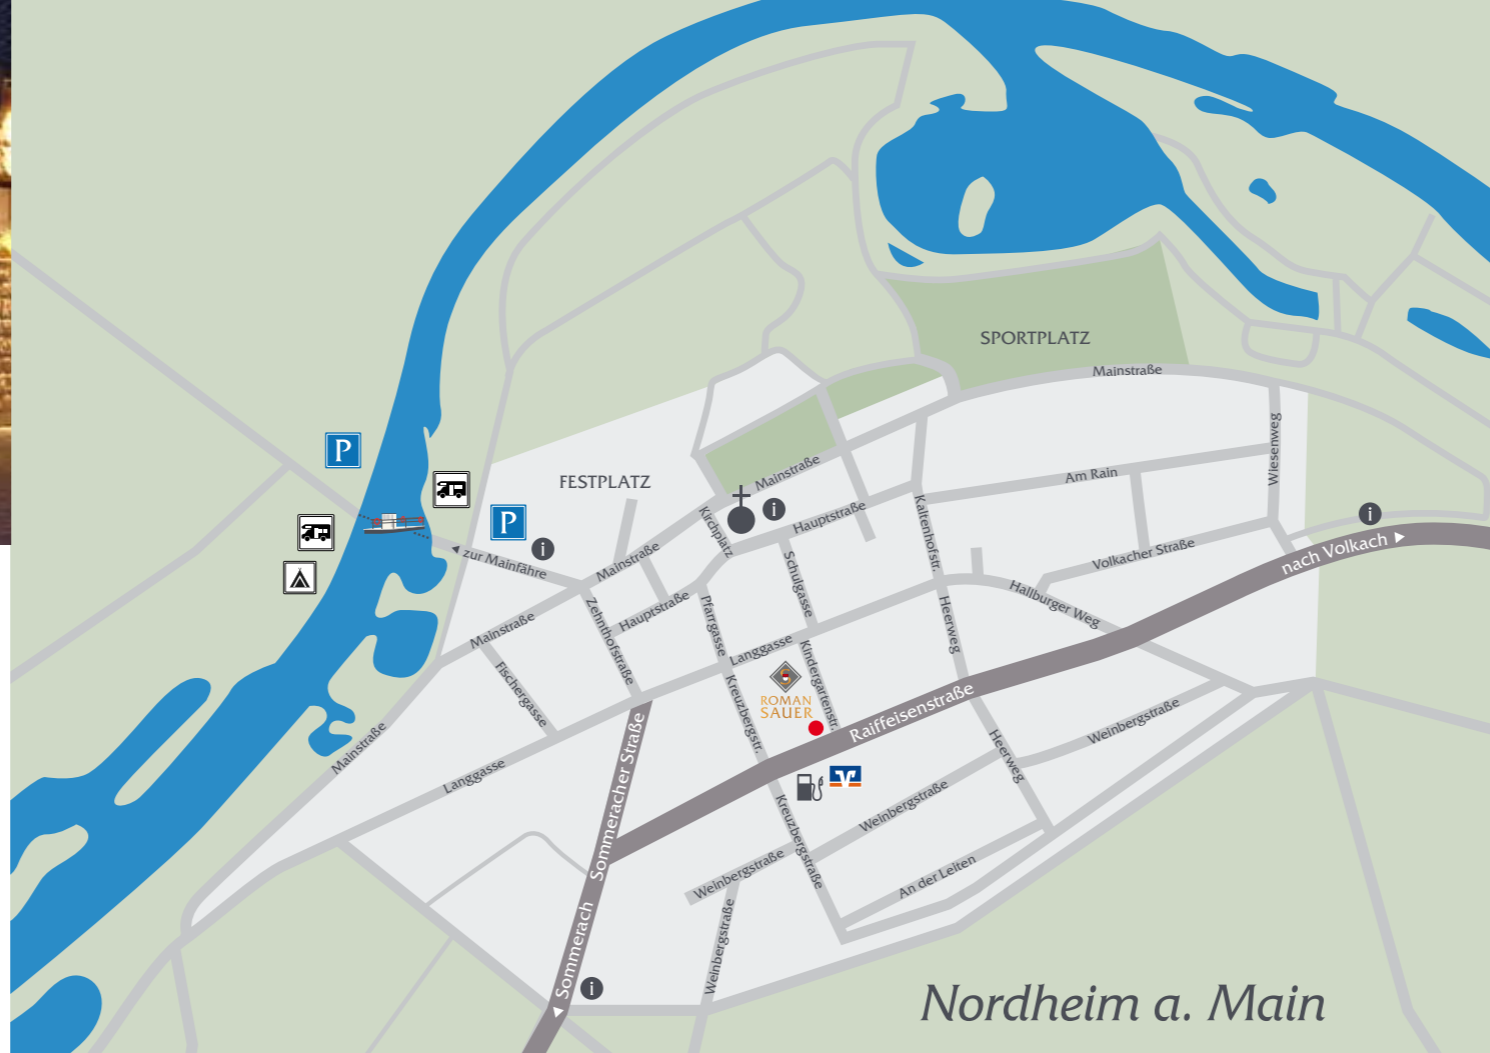 SPORTPLATZ
Mainstraße
Wiesenweg
P
FESTPLATZ
Mainstraße
Am Rain
P
i
Hauptstraße
Kirchplatz
Kaltenhofstr.
i
i
zur Mainfähre
Mainstraße
Schulgasse
Volkacher Straße
nach Volkach
Hauptstraße
Zehnthofstraße
Pfarrgasse
Hallburger Weg
Heerweg
Mainstraße
Langgasse
Kindergartenstr.
Fischergasse
ROMAN
SAUER
Kreuzbergstr.
Raiffeisenstraße
Weinbergstraße
Mainstraße
Heerweg
Langgasse
Sommeracher Straße
Weinbergstraße
Kreuzbergstraße
Weinbergstraße
An der Leiten
Weinbergstraße
Sommerach
i
Nordheim a. Main